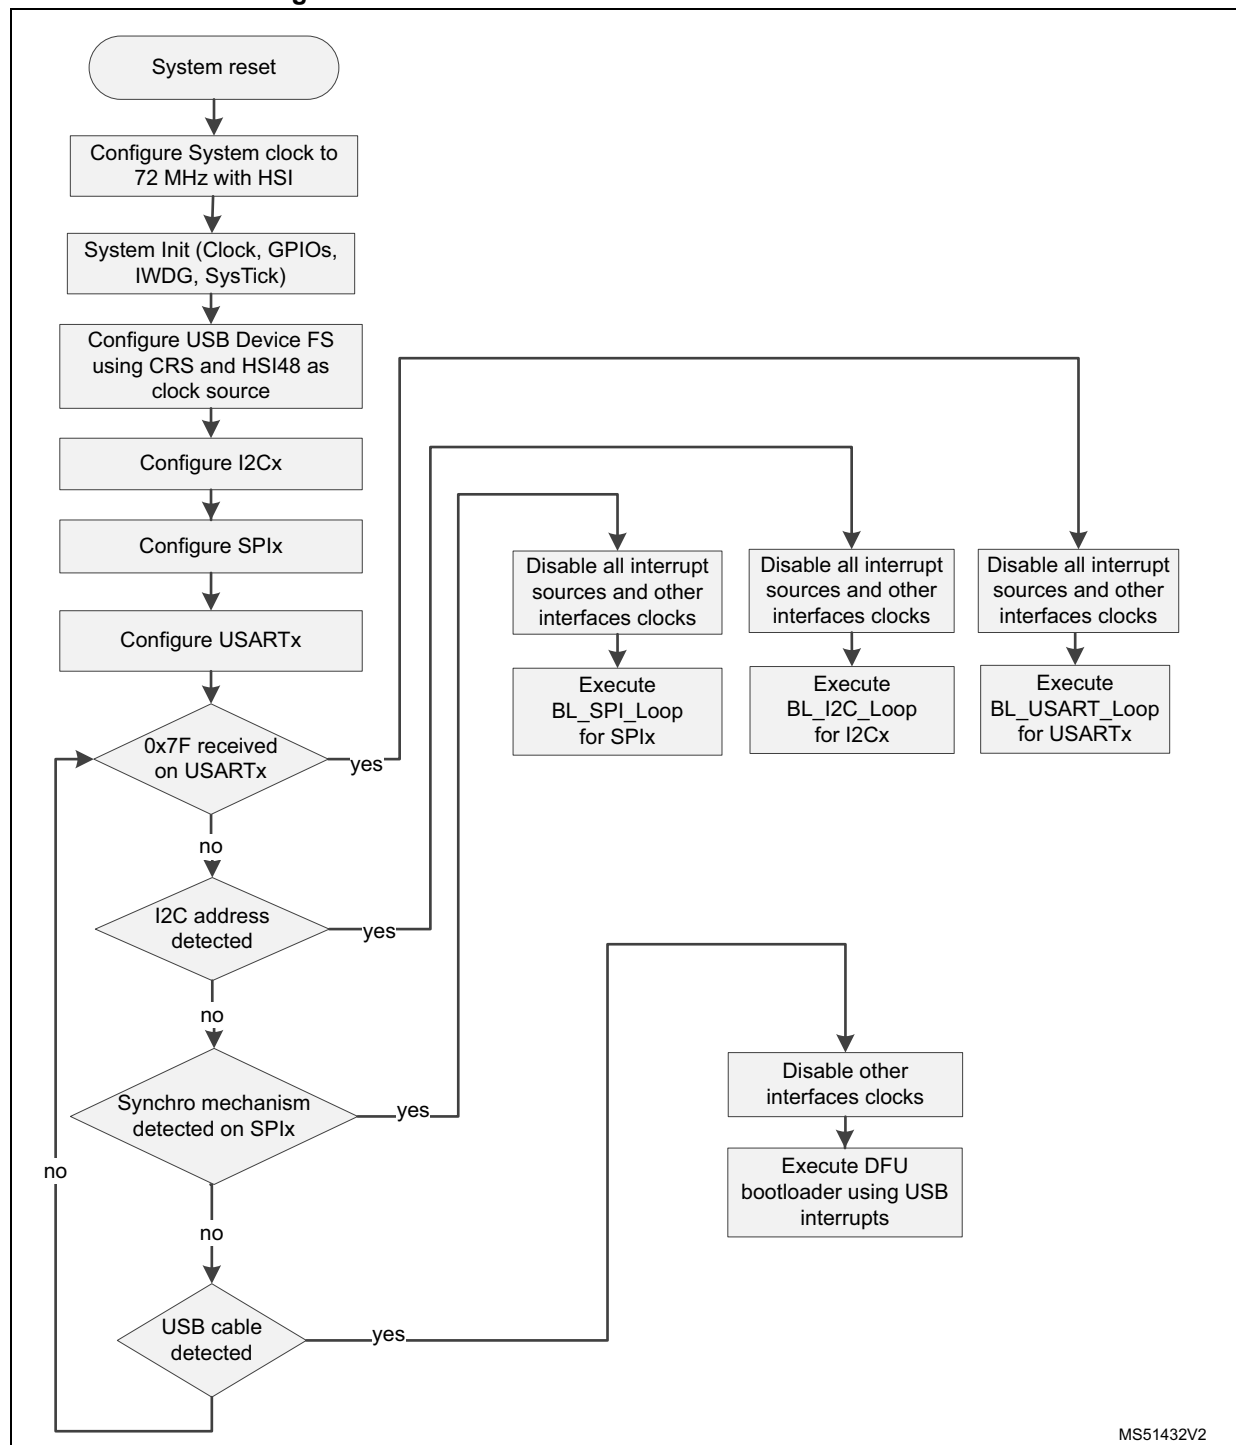 System reset
Configure System clock to
72 MHz with HSI
System Init (Clock, GPIOs,
IWDG, SysTick)
Configure USB Device FS
using CRS and HSI48 as
clock source
Configure I2Cx
Configure SPIx
Configure USARTx
0x7F received
on USARTx
yes
no
I2C address
detected
yes
no
Synchro mechanism
detected on SPIx
yes
no
no
USB cable
detected
yes
Disable all interrupt
sources and other
interfaces clocks
Execute
BL_SPI_Loop
for SPIx
Disable all interrupt
sources and other
interfaces clocks
Execute
BL_I2C_Loop
for I2Cx
Disable all interrupt
sources and other
interfaces clocks
Execute
BL_USART_Loop
for USARTx
Disable other
interfaces clocks
Execute DFU
bootloader using USB
interrupts
MS51432V2